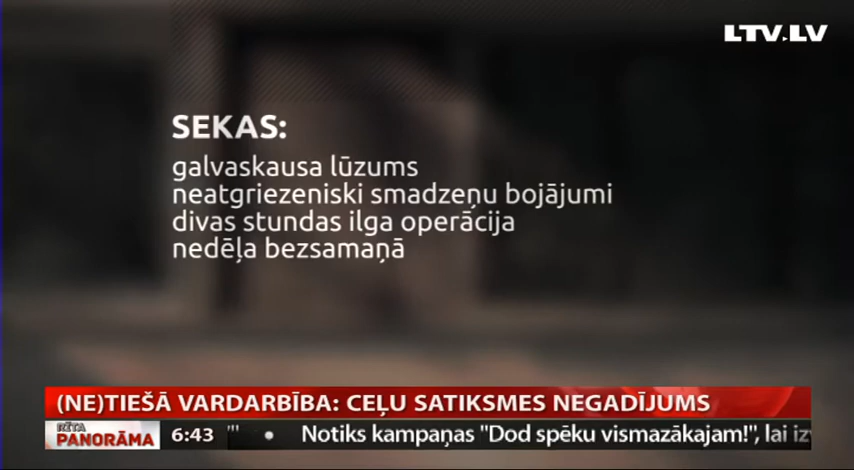 LTV.LV
SEKAS:
galvaskausa lūzums
neatgriezeniski smadzeņu bojājumi
divas stundas ilga operācija
nedēļa bezsamaņā
(NE)TIEŠĀ VARDARBĪBA: CEĻU SATIKSMES NEGADĪJUMS
RĪTA
PANORĀMA
6:43 "' • Notiks kampaņas "Dod spēku vismazākajam!", lai iz